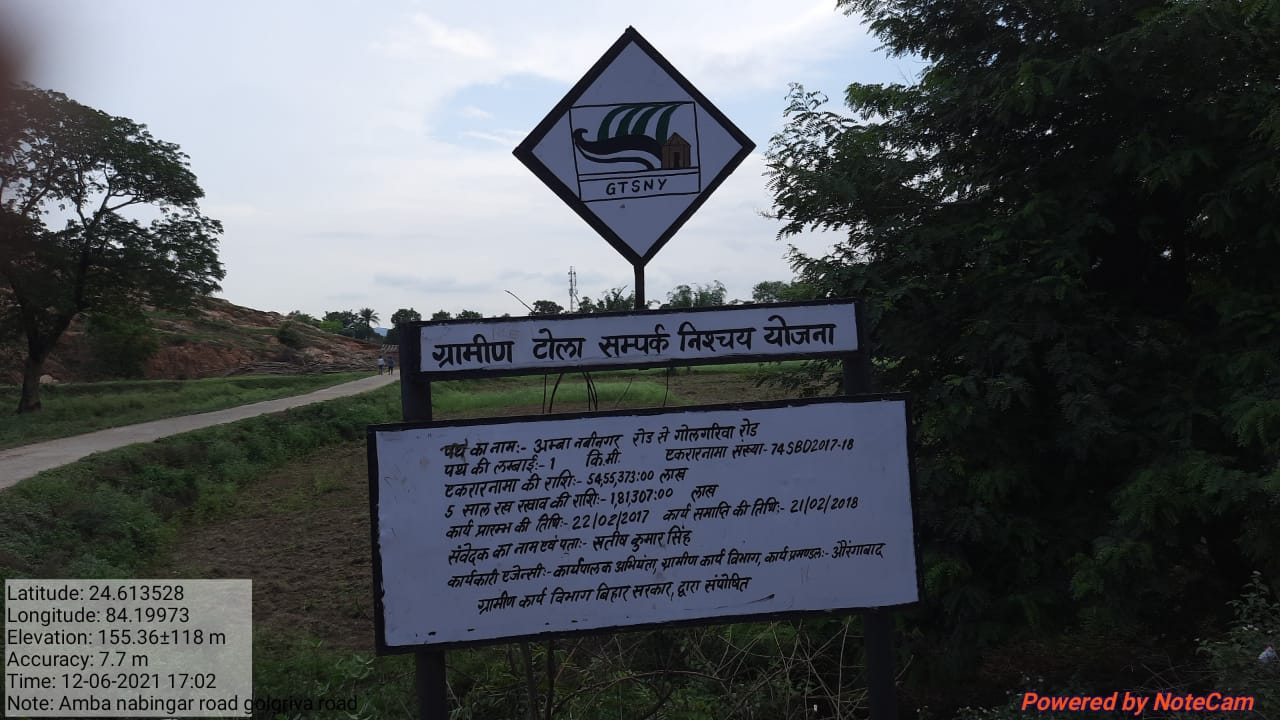 GTSNY
ग्रामीण टोला सम्पर्क निश्चय योजना
पथ का नाम:- अम्बा नबीनगर रोड से गोलगरिवा रोड
पथ की लम्बाई:- 1 कि.मी एकरारनामा संख्या- 74SBD2017-18
एकरारनामा की राशि:- 54,55,373:00 लाख
5 साल रख रखाव की राशि:- 1,81,307:00 लाख
कार्य प्रारम्भ की तिथि:- 22/02/2017 कार्य समाप्ति की तिथि:- 21/02/2018
संवेदक का नाम एवं पता:- सतीष कुमार सिंह
कार्यकारी एजेन्सी:- कार्यपालक अभियंता, ग्रामीण कार्य विभाग, कार्य प्रमण्डल:- औरंगाबाद
ग्रामीण कार्य विभाग बिहार सरकार, द्वारा संपोषित
Latitude: 24.613528
Longitude: 84.19973
Elevation: 155.36±118 m
Accuracy: 7.7 m
Time: 12-06-2021 17:02
Note: Amba nabingar road golgriva road
Powered by NoteCam